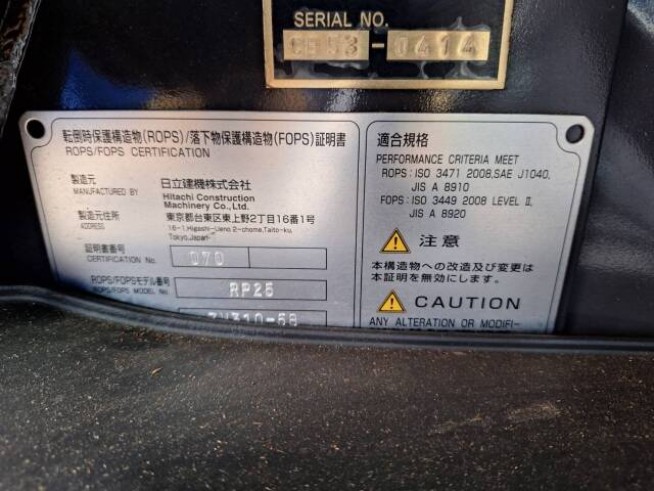 SERIAL NO.
CB53-0414
転倒時保護構造物(ROPS)/落下物保護構造物(FOPS)証明書
ROPS/FOPS CERTIFICATION
製造元
MANUFACTURED BY
日立建機株式会社
Hitachi Construction
Machinery Co.,Ltd.
製造元住所
ADDRESS
東京都台東区東上野2丁目16番1号
16-1,Higashi-Ueno 2-chome,Taito-ku,
Tokyo,Japan
証明書番号
CERTIFICATION No.
070
ROPS/FOPSモデル番号
ROPS/FOPS MODEL No.
RP25
適合規格
PERFORMANCE CRITERIA MEET
ROPS:ISO 3471 2008,SAE J1040,
JIS A 8910
FOPS:ISO 3449 2008 LEVEL II,
JIS A 8920
注意
本構造物への改造及び変更は
本証明を無効にします。
CAUTION
ANY ALTERATION OR MODIFI-